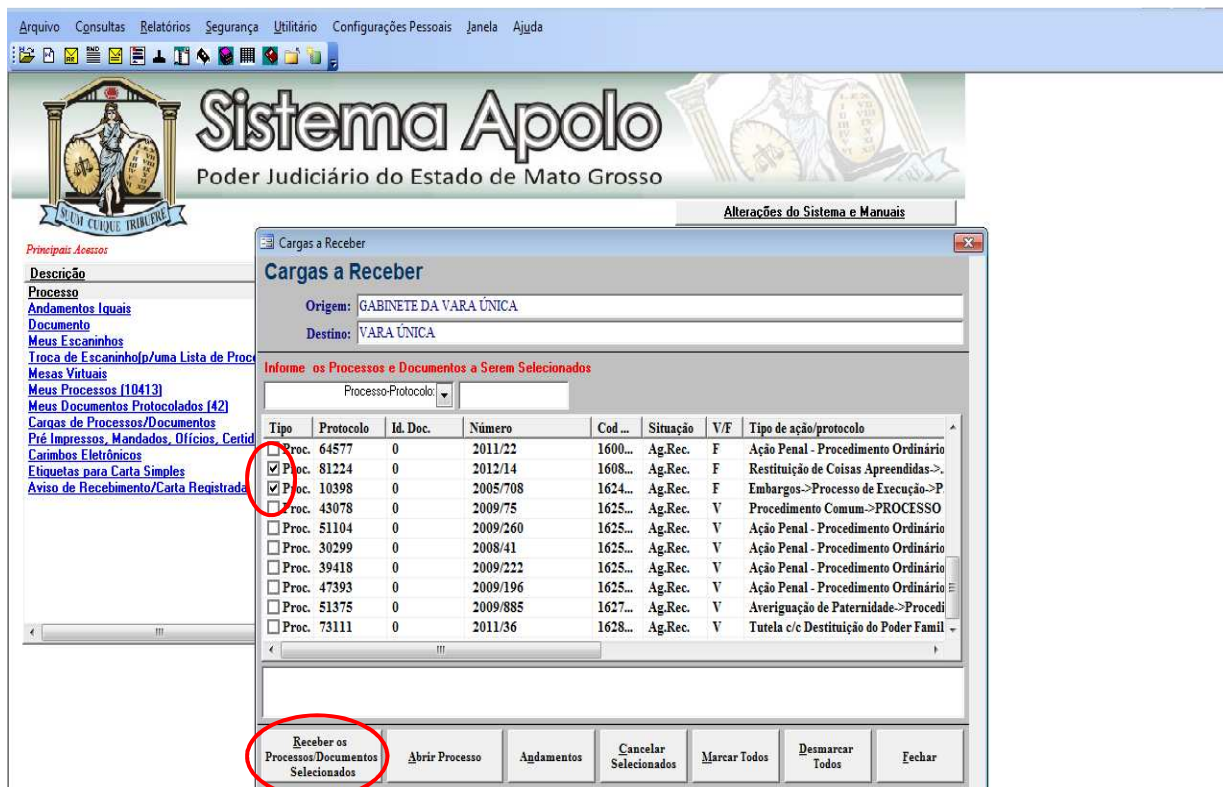 Arquivo Consultas Relatórios Segurança Utilitário Configurações Pessoais Janela Ajuda
Sistema Apolo
Poder Judiciário do Estado de Mato Grosso
SUUM CUIQUE TRIBUERE
Alterações do Sistema e Manuais
Principais Acessos
Descrição
Processo
Andamentos Iguais
Documento
Meus Escaninhos
Troca de Escaninho(p/uma Lista de Proce
Mesas Virtuais
Meus Processos (10413)
Meus Documentos Protocolados (42)
Cargas de Processos/Documentos
Pré Impressos, Mandados, Ofícios, Certid
Carimbos Eletrônicos
Etiquetas para Carta Simples
Aviso de Recebimento/Carta Registrada
Cargas a Receber
Cargas a Receber
Origem: GABINETE DA VARA ÚNICA
Destino: VARA ÚNICA
Informe os Processos e Documentos a Serem Selecionados
Processo-Protocolo:
Tipo Protocolo Id. Doc. Número Cod ... Situação V/F Tipo de ação/protocolo
Proc. 64577 0 2011/22 1600... Ag.Rec. F Ação Penal - Procedimento Ordinário
Proc. 81224 0 2012/14 1608... Ag.Rec. F Restituição de Coisas Apreendidas->.
Proc. 10398 0 2005/708 1624... Ag.Rec. F Embargos->Processo de Execução->P.
Proc. 43078 0 2009/75 1625... Ag.Rec. V Procedimento Comum->PROCESSO
Proc. 51104 0 2009/260 1625... Ag.Rec. V Ação Penal - Procedimento Ordinário
Proc. 30299 0 2008/41 1625... Ag.Rec. V Ação Penal - Procedimento Ordinário
Proc. 39418 0 2009/222 1625... Ag.Rec. V Ação Penal - Procedimento Ordinário
Proc. 47393 0 2009/196 1625... Ag.Rec. V Ação Penal - Procedimento Ordinário
Proc. 51375 0 2009/885 1627... Ag.Rec. V Averiguação de Paternidade->Procedi
Proc. 73111 0 2011/36 1628... Ag.Rec. V Tutela c/c Destituição do Poder Famil
Receber os Processos/Documentos Selecionados
Abrir Processo
Andamentos
Cancelar Selecionados
Marcar Todos
Desmarcar Todos
Fechar